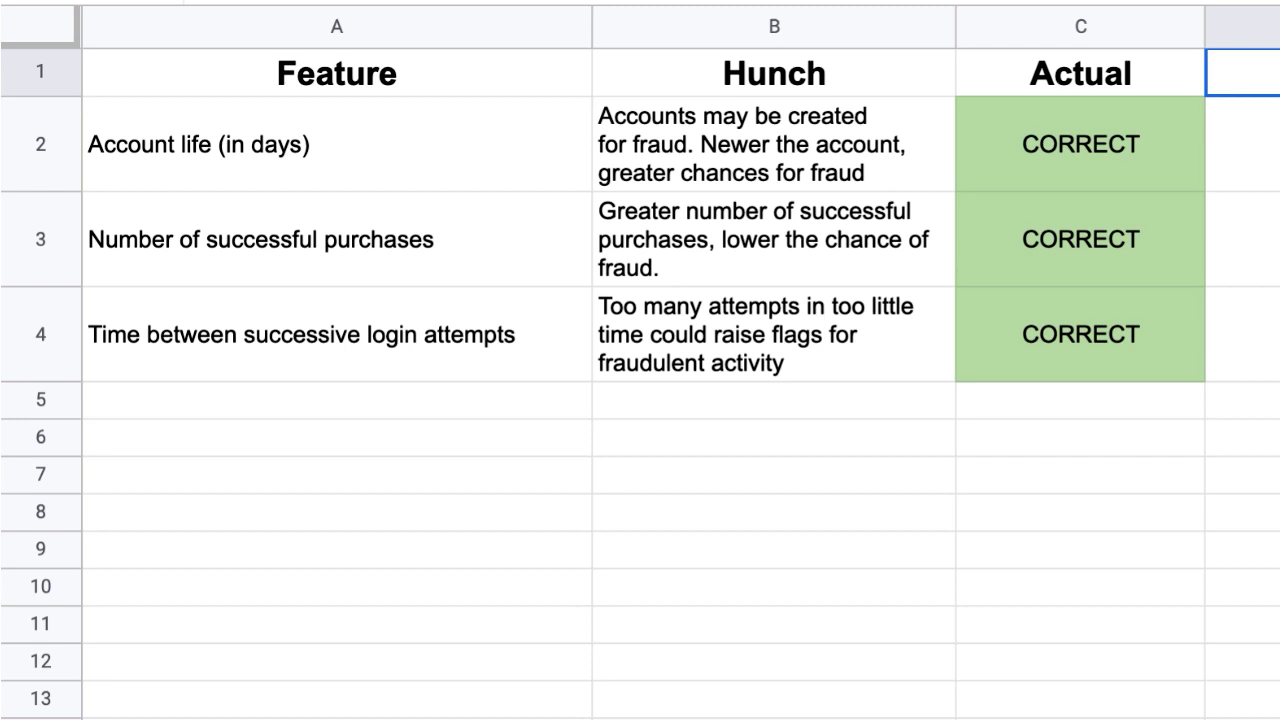 A
B
C
1
Feature
Hunch
Actual
2
Account life (in days)
Accounts may be created
for fraud. Newer the account,
greater chances for fraud
CORRECT
3
Number of successful purchases
Greater number of successful
purchases, lower the chance of
fraud.
CORRECT
4
Time between successive login attempts
Too many attempts in too little
time could raise flags for
fraudulent activity
CORRECT
5
6
7
8
9
10
11
12
13